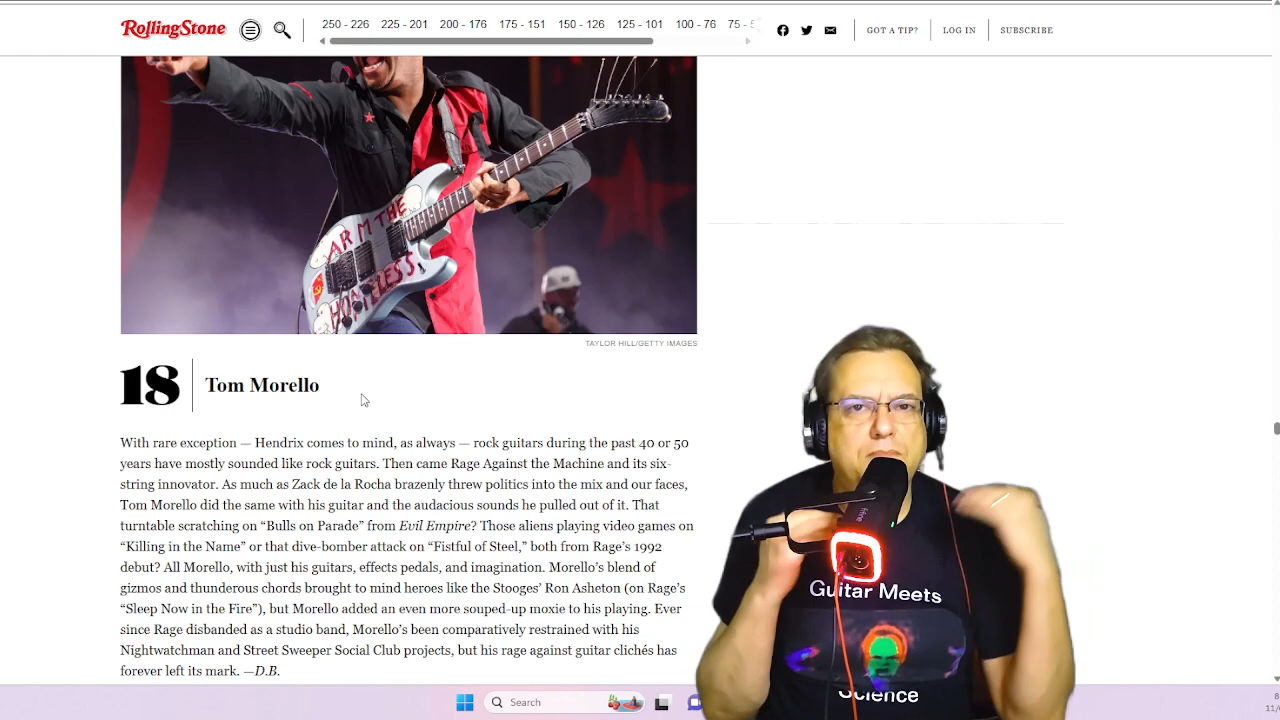 RollingStone
250 - 226 225 - 201 200 - 176 175 - 151 150 - 126 125 - 101 100 - 76 75 -
GOT A TIP? LOG IN SUBSCRIBE
ARM THE
HOMELESS
TAYLOR HILL/GETTY IMAGES
18 Tom Morello
With rare exception — Hendrix comes to mind, as always — rock guitars during the past 40 or 50
years have mostly sounded like rock guitars. Then came Rage Against the Machine and its six-
string innovator. As much as Zack de la Rocha brazenly threw politics into the mix and our faces,
Tom Morello did the same with his guitar and the audacious sounds he pulled out of it. That
turntable scratching on “Bulls on Parade” from Evil Empire? Those aliens playing video games on
“Killing in the Name” or that dive-bomber attack on “Fistful of Steel,” both from Rage’s 1992
debut? All Morello, with just his guitars, effects pedals, and imagination. Morello’s blend of
gizmos and thunderous chords brought to mind heroes like the Stooges’ Ron Asheton (on Rage’s
“Sleep Now in the Fire”), but Morello added an even more souped-up moxie to his playing. Ever
since Rage disbanded as a studio band, Morello’s been comparatively restrained with his
Nightwatchman and Street Sweeper Social Club projects, but his rage against guitar clichés has
forever left its mark. —D.B.
fifine
Guitar Meets
Science
Search